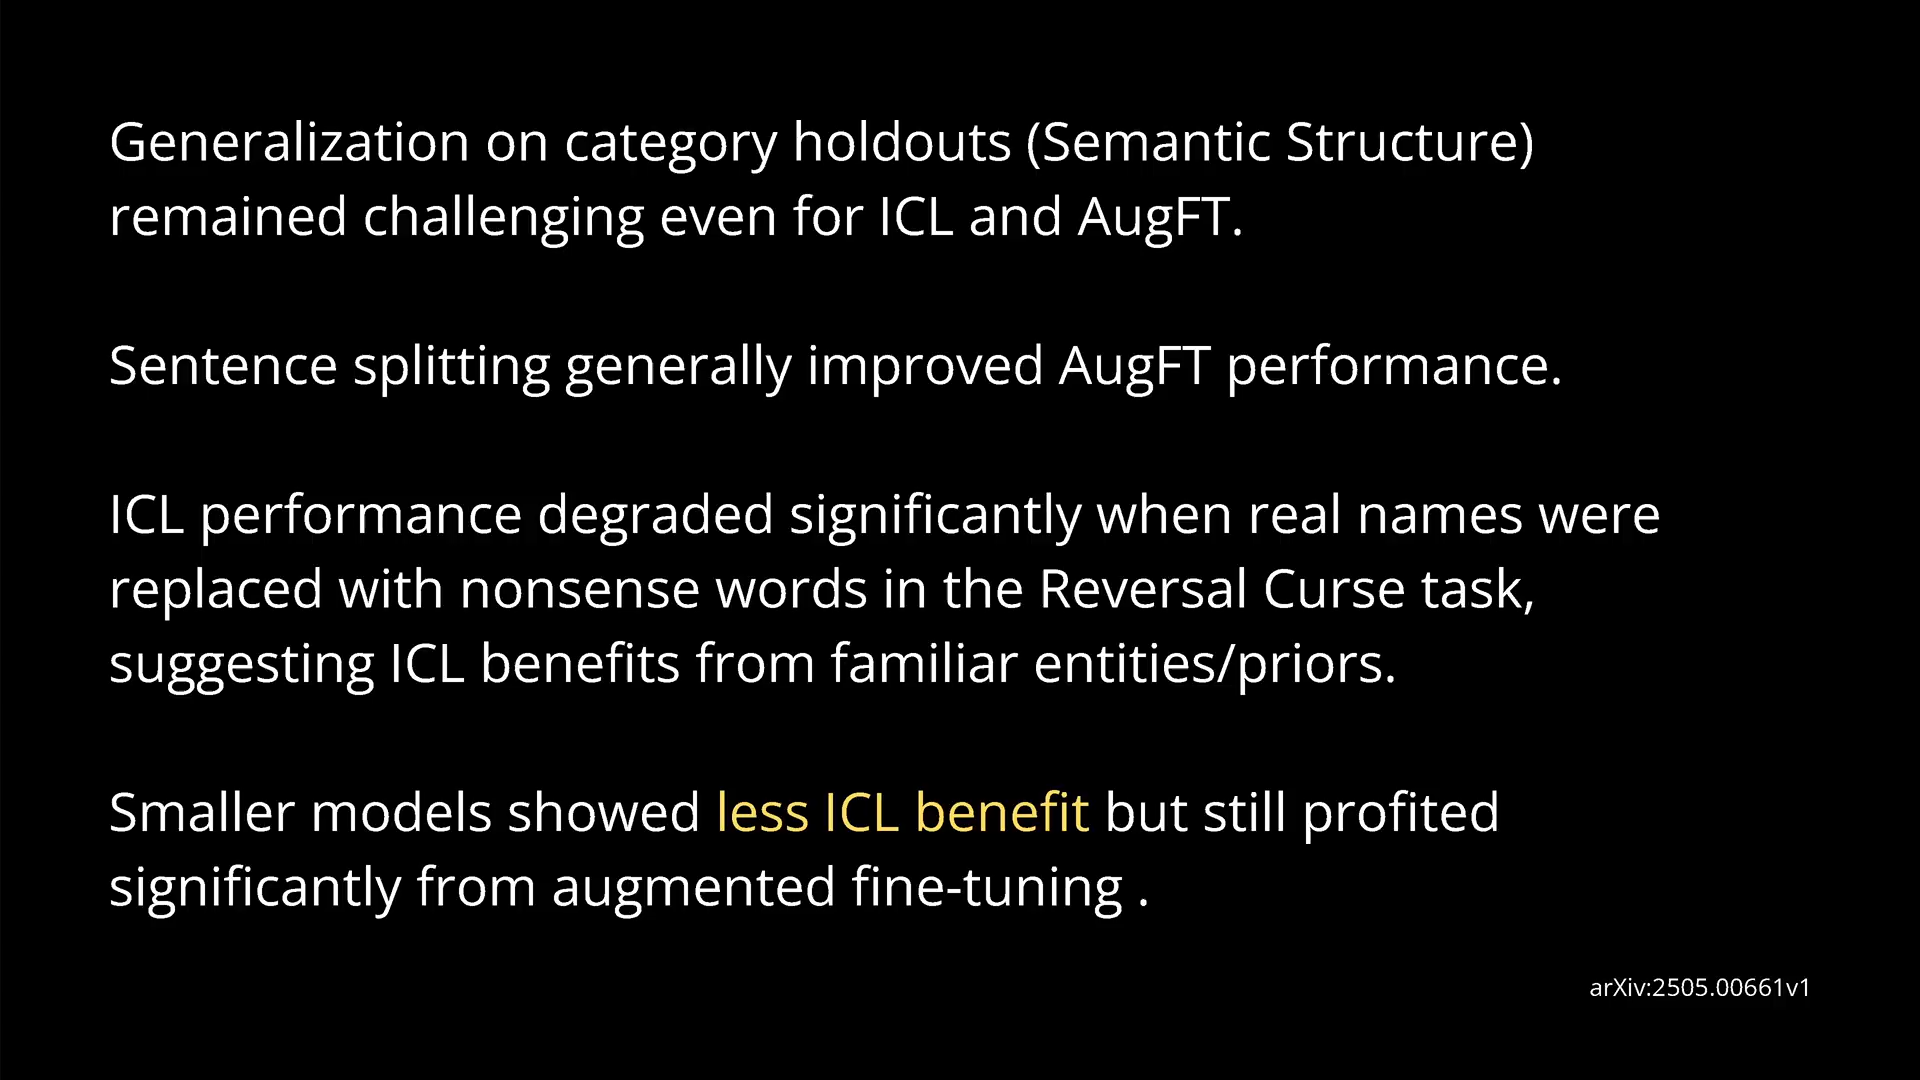 Generalization on category holdouts (Semantic Structure)
remained challenging even for ICL and AugFT.
Sentence splitting generally improved AugFT performance.
ICL performance degraded significantly when real names were
replaced with nonsense words in the Reversal Curse task,
suggesting ICL benefits from familiar entities/priors.
Smaller models showed less ICL benefit but still profited
significantly from augmented fine-tuning .
arXiv:2505.00661v1